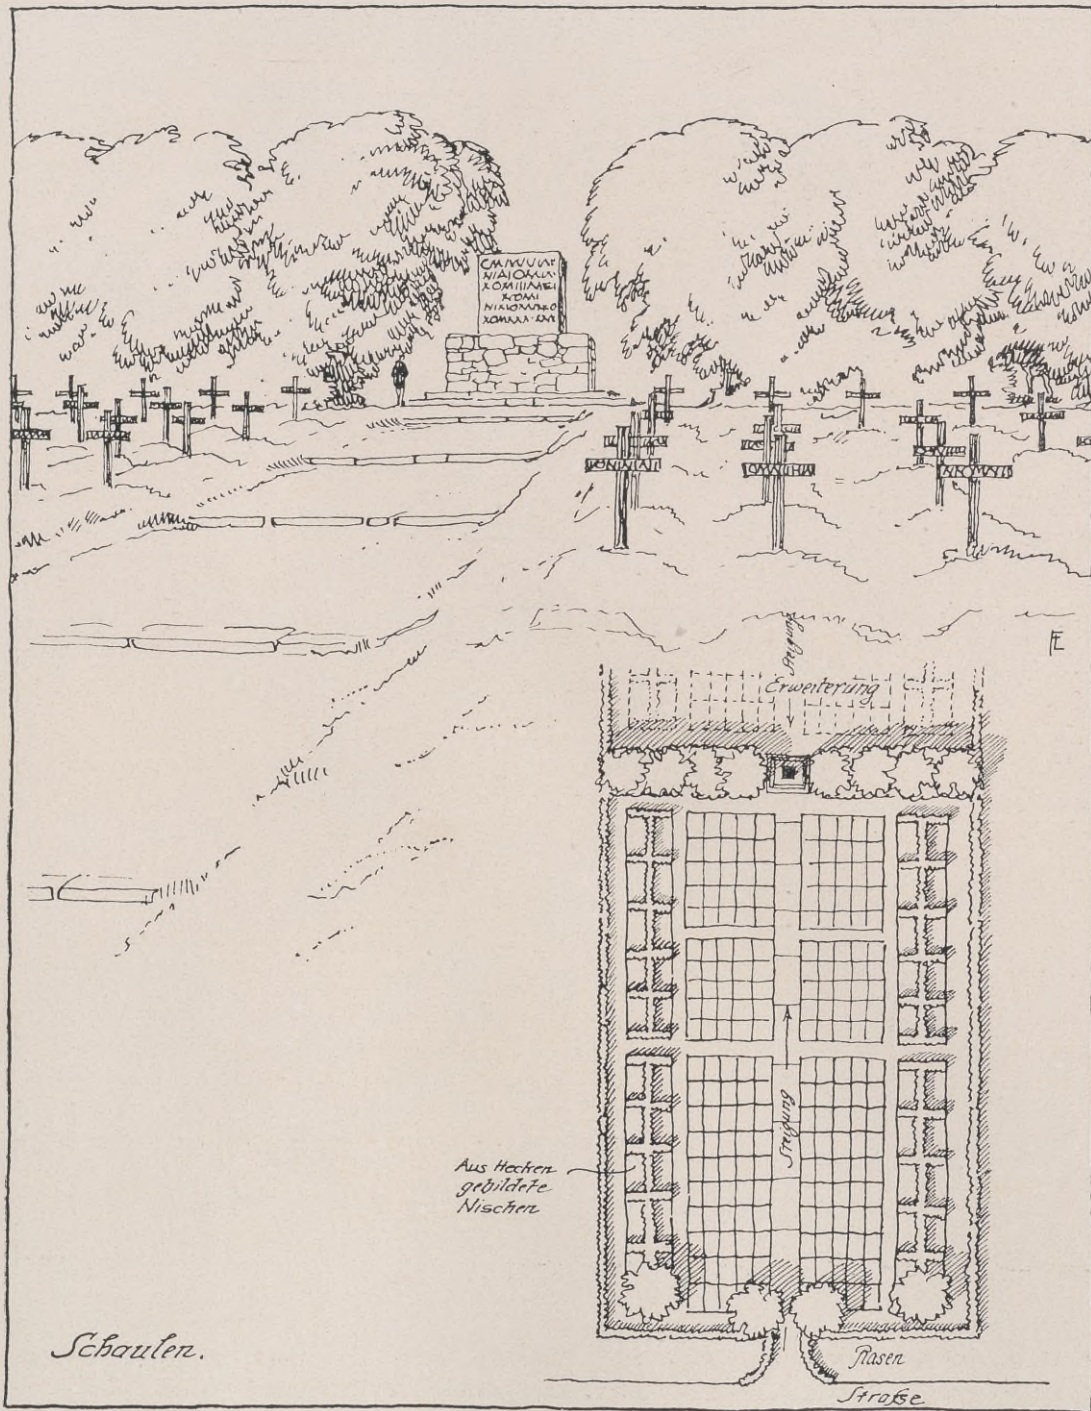 Steigung
Erweiterung
Steigung
Aus Hecken
gebildete
Nischen
Schaulen.
Rasen
Strasse